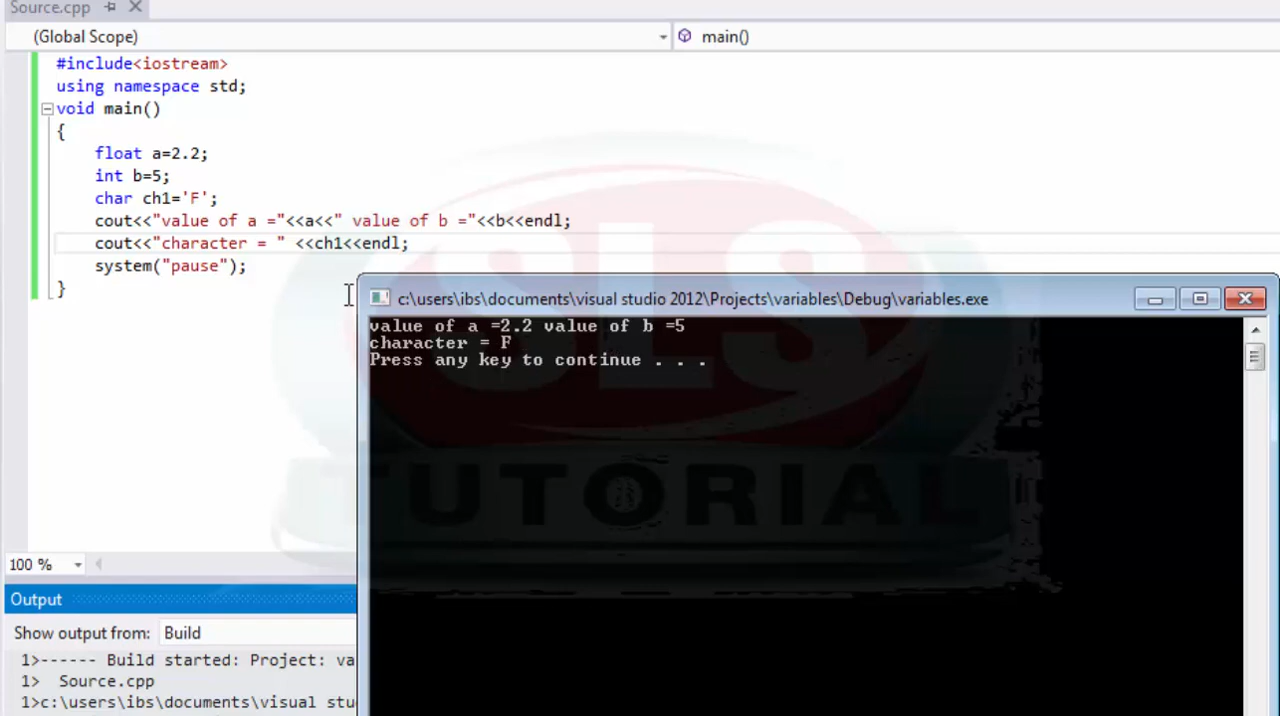 Source.cpp
(Global Scope)
main()
#include<iostream>
using namespace std;
void main()
{
float a=2.2;
int b=5;
char ch1='F';
cout<<"value of a ="<<a<<" value of b ="<<b<<endl;
cout<<"character = " <<ch1<<endl;
system("pause");
}
c:\users\ibs\documents\visual studio 2012\Projects\variables\Debug\variables.exe
value of a =2.2 value of b =5
character = F
Press any key to continue . . .
SLS
TUTORIAL
100 %
Output
Show output from: Build
1>------ Build started: Project: va
1> Source.cpp
1>c:\users\ibs\documents\visual stu